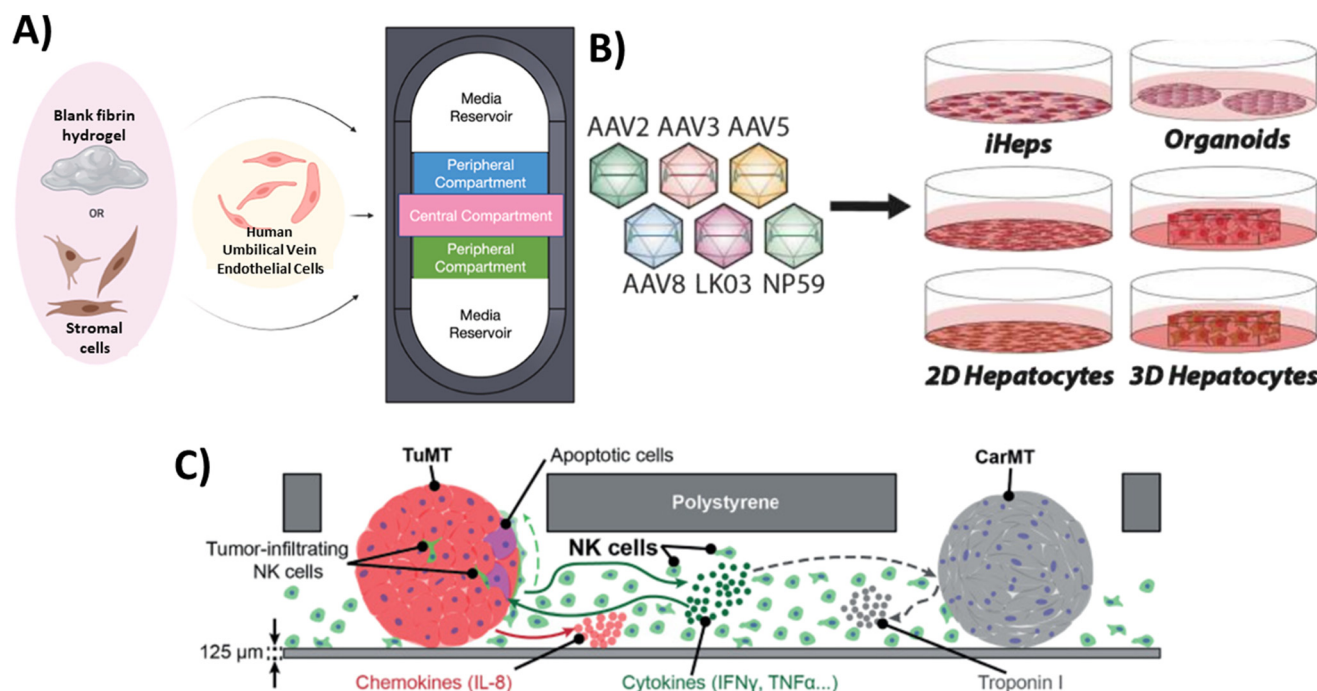 A)
Blank fibrin
hydrogel
OR
Stromal
cells
Human
Umbilical Vein
Endothelial Cells
Media
Reservoir
Peripheral
Compartment
Central Compartment
Peripheral
Compartment
Media
Reservoir
B)
AAV2 AAV3 AAV5
AAV8 LK03 NP59
iHeps
Organoids
2D Hepatocytes
3D Hepatocytes
C)
TuMT
Apoptotic cells
CarMT
Polystyrene
Tumor-infiltrating
NK cells
NK cells
125 µm
Chemokines (IL-8)
Cytokines (IFNγ, TNFα...)
Troponin I